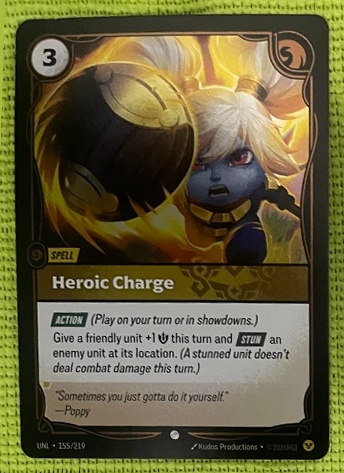 3
SPELL
Heroic Charge
ACTION (Play on your turn or in showdowns.)
Give a friendly unit +1 this turn and STUN an
enemy unit at its location. (A stunned unit doesn't
deal combat damage this turn.)
"Sometimes you just gotta do it yourself."
—Poppy
UNL • 155/219
Kudos Productions